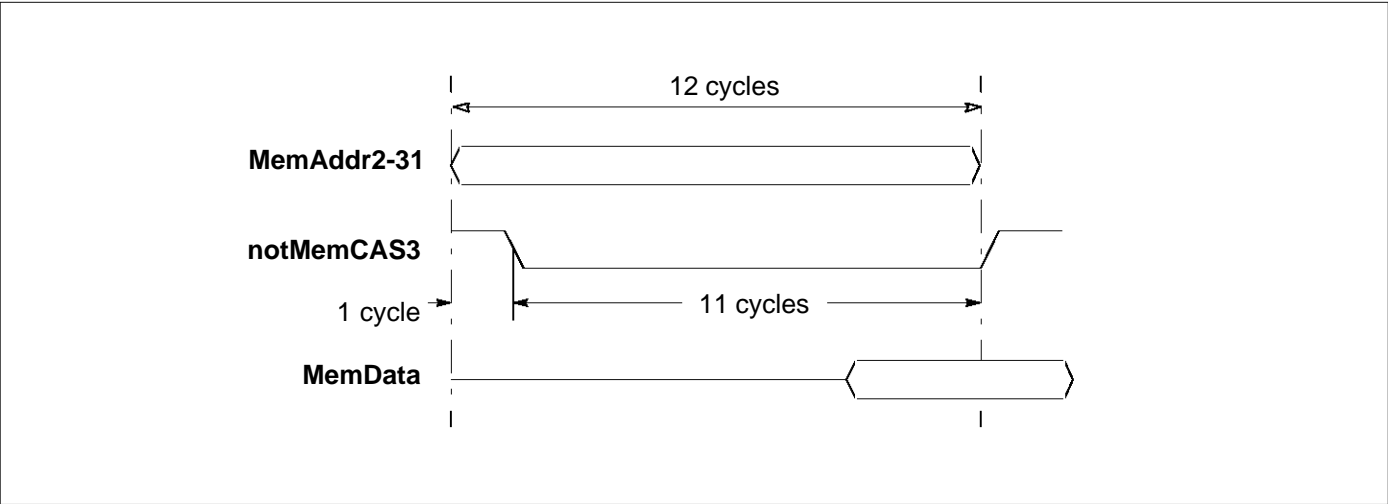 12 cycles
MemAddr2-31
notMemCAS3
1 cycle
11 cycles
MemData